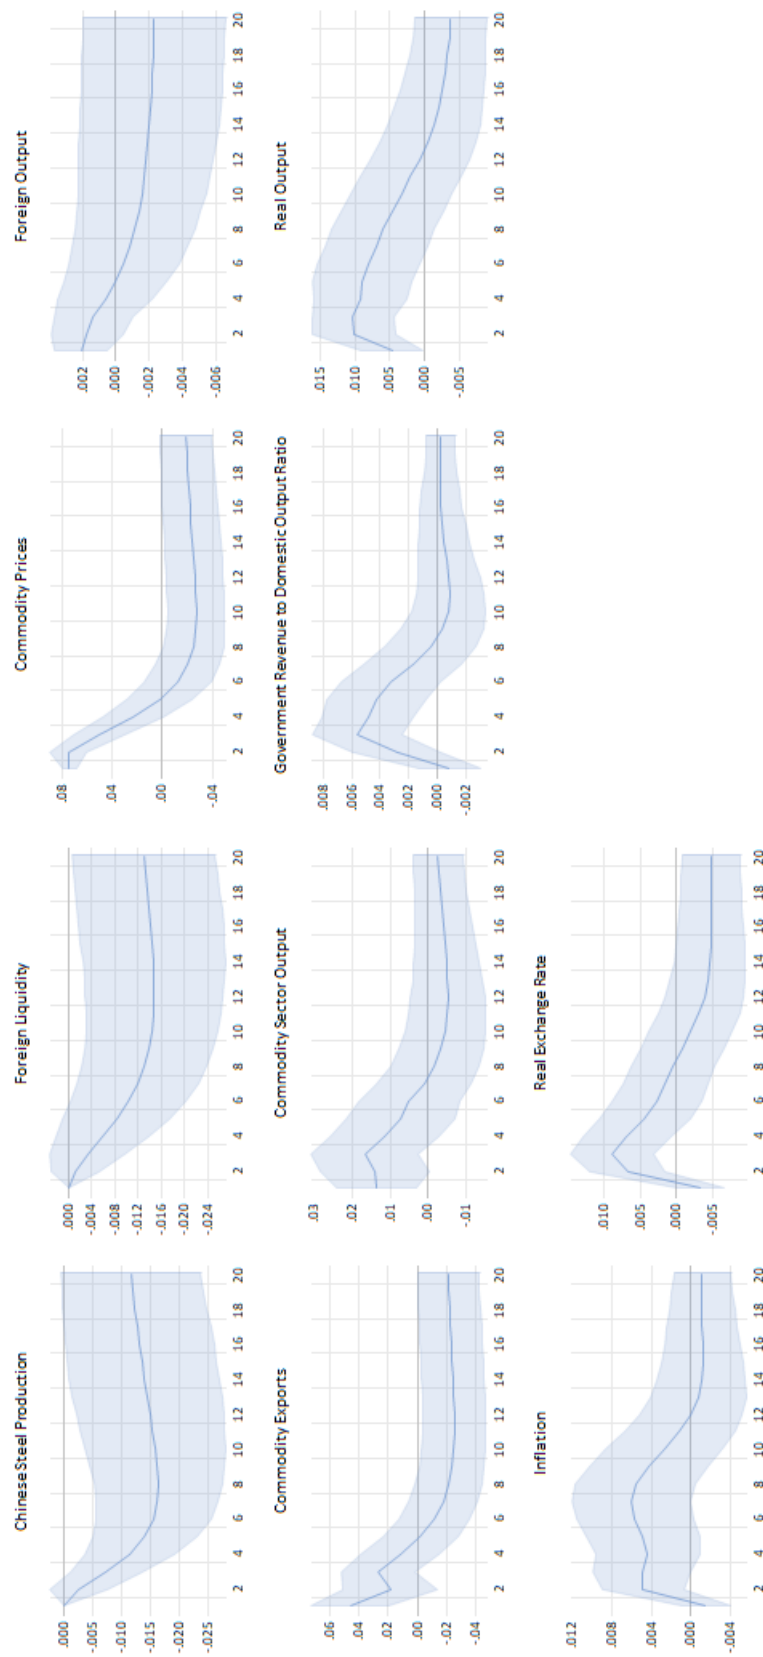 Chinese Steel Production
.000
-.005
-.010
-.015
-.020
-.025
2 4 6 8 10 12 14 16 18 20
Foreign Liquidity
.000
-.004
-.008
-.012
-.016
-.020
-.024
2 4 6 8 10 12 14 16 18 20
Commodity Prices
.08
.04
.00
-.04
2 4 6 8 10 12 14 16 18 20
Foreign Output
.002
.000
-.002
-.004
-.006
2 4 6 8 10 12 14 16 18 20
Commodity Exports
.06
.04
.02
.00
-.02
-.04
2 4 6 8 10 12 14 16 18 20
Commodity Sector Output
.03
.02
.01
.00
-.01
2 4 6 8 10 12 14 16 18 20
Government Revenue to Domestic Output Ratio
.008
.006
.004
.002
.000
-.002
2 4 6 8 10 12 14 16 18 20
Real Output
.015
.010
.005
.000
-.005
2 4 6 8 10 12 14 16 18 20
Inflation
.012
.008
.004
.000
-.004
2 4 6 8 10 12 14 16 18 20
Real Exchange Rate
.010
.005
.000
-.005
2 4 6 8 10 12 14 16 18 20